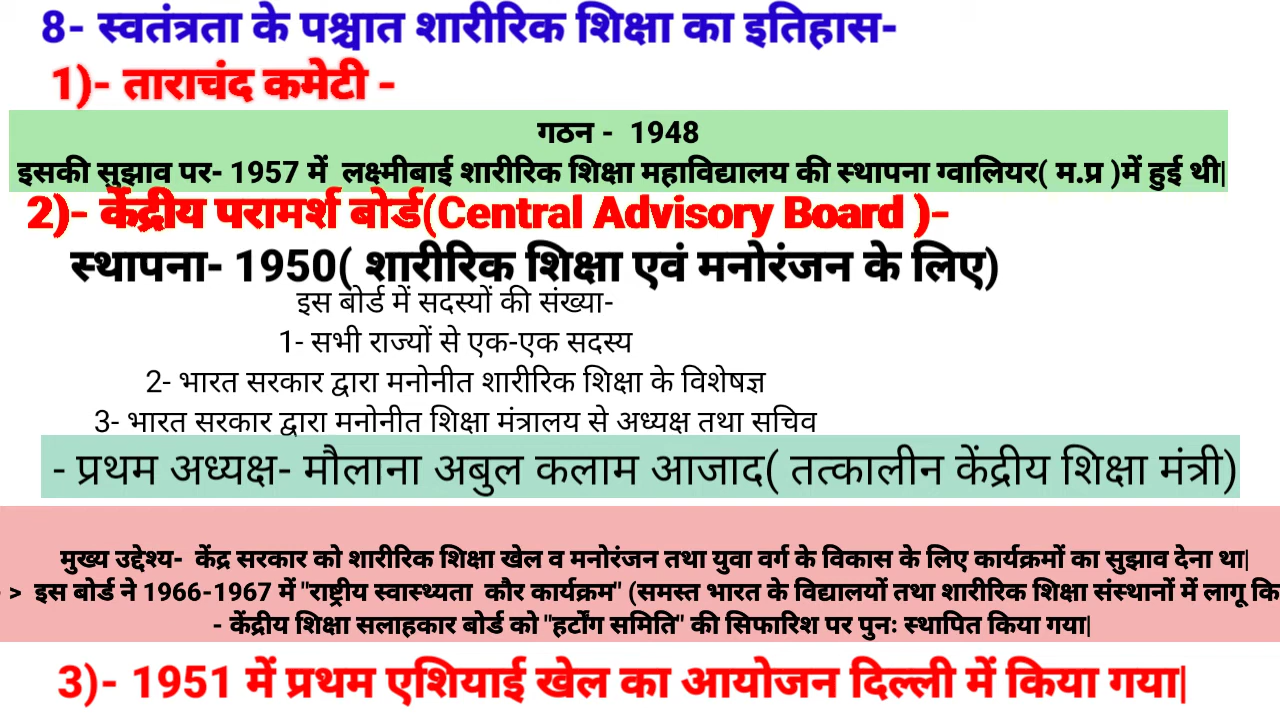 8- स्वतंत्रता के पश्चात शारीरिक शिक्षा का इतिहास-
1)- ताराचंद कमेटी -
गठन - 1948
इसकी सुझाव पर- 1957 में लक्ष्मीबाई शारीरिक शिक्षा महाविद्यालय की स्थापना ग्वालियर( म.प्र )में हुई थी|
2)- केंद्रीय परामर्श बोर्ड(Central Advisory Board )-
स्थापना- 1950( शारीरिक शिक्षा एवं मनोरंजन के लिए)
इस बोर्ड में सदस्यों की संख्या-
1- सभी राज्यों से एक-एक सदस्य
2- भारत सरकार द्वारा मनोनीत शारीरिक शिक्षा के विशेषज्ञ
3- भारत सरकार द्वारा मनोनीत शिक्षा मंत्रालय से अध्यक्ष तथा सचिव
- प्रथम अध्यक्ष- मौलाना अबुल कलाम आजाद( तत्कालीन केंद्रीय शिक्षा मंत्री)
मुख्य उद्देश्य- केंद्र सरकार को शारीरिक शिक्षा खेल व मनोरंजन तथा युवा वर्ग के विकास के लिए कार्यक्रमों का सुझाव देना था|
> इस बोर्ड ने 1966-1967 में "राष्ट्रीय स्वास्थ्यता कौर कार्यक्रम" (समस्त भारत के विद्यालयों तथा शारीरिक शिक्षा संस्थानों में लागू कि
- केंद्रीय शिक्षा सलाहकार बोर्ड को "हर्टोंग समिति" की सिफारिश पर पुनः स्थापित किया गया|
3)- 1951 में प्रथम एशियाई खेल का आयोजन दिल्ली में किया गया|